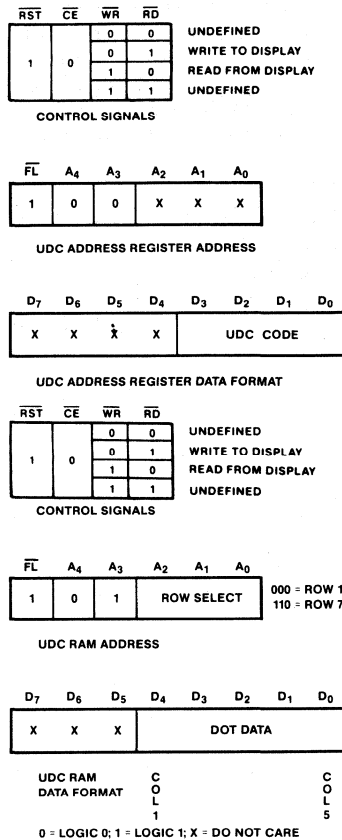 RST CE WR RD
1 0
0 0 UNDEFINED
0 1 WRITE TO DISPLAY
1 0 READ FROM DISPLAY
1 1 UNDEFINED
CONTROL SIGNALS
FL A4 A3 A2 A1 A0
1 0 0 X X X
UDC ADDRESS REGISTER ADDRESS
D7 D6 D5 D4 D3 D2 D1 D0
X X X X UDC CODE
UDC ADDRESS REGISTER DATA FORMAT
RST CE WR RD
1 0
0 0 UNDEFINED
0 1 WRITE TO DISPLAY
1 0 READ FROM DISPLAY
1 1 UNDEFINED
CONTROL SIGNALS
FL A4 A3 A2 A1 A0
1 0 1 ROW SELECT
000 = ROW 1
110 = ROW 7
UDC RAM ADDRESS
D7 D6 D5 D4 D3 D2 D1 D0
X X X DOT DATA
UDC RAM
DATA FORMAT
COL1
COL5
0 = LOGIC 0; 1 = LOGIC 1; X = DO NOT CARE